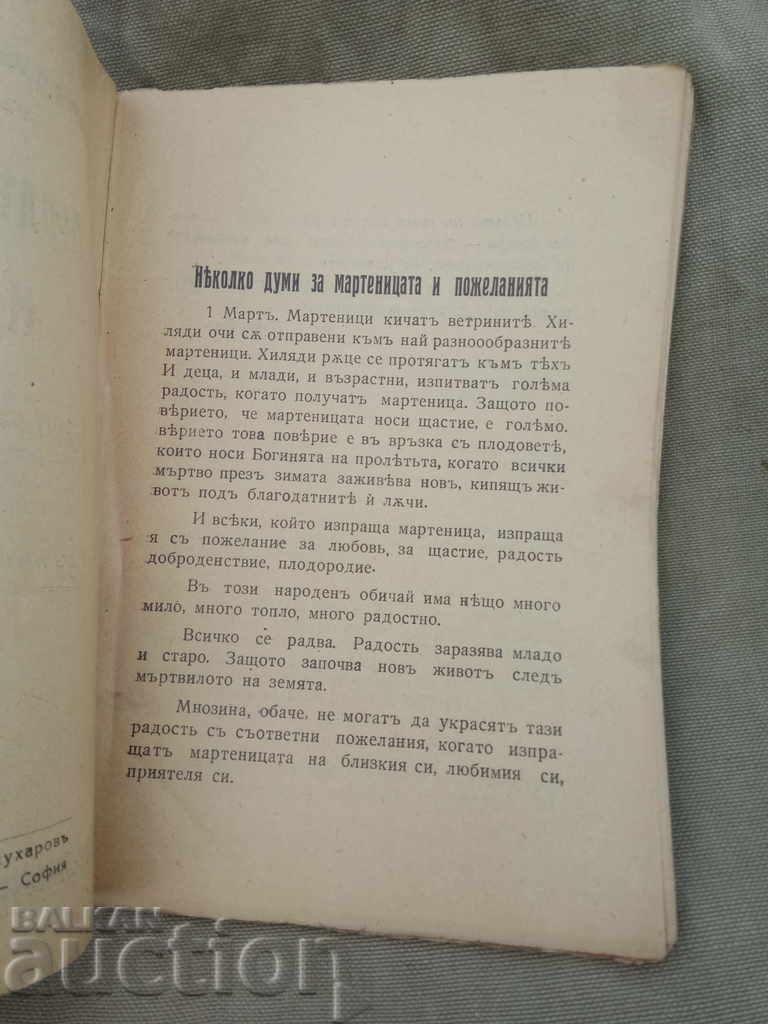 Нѣколко думи за мартеницата и пожеланията
1 Мартъ. Мартеници кичатъ ветринитѣ. Хи-
ляди очи сѫ отправени къмъ най разноообразнитѣ
мартеници. Хиляди рѫце се протягатъ къмъ тѣхъ
И деца, и млади, и възрастни, изпитват голѣма
радость, когато получатъ мартеница. Защото по-
вѣрието, че мартеницата носи щастие, е голѣмо.
вѣрието това повѣрие е въ връзка съ плодоветѣ,
които носи Богинята на пролѣтьта, когато всички
мъртво презъ зимата заживѣва новъ, кипящъ жи-
вотъ подъ благодатнитѣ ѝ лѫчи.
И всѣки, който изпраща мартеница, изпраща
я съ пожелание за любовь, за щастие, радость
доброденствие, плодородие.
Въ този народенъ обичай има нѣщо много
мило, много топло, много радостно.
Всичко се радва. Радость заразява младо
и старо. Защото започва новъ животъ следъ
мъртвилото на земята.
Мнозина, обаче, не могатъ да украсятъ тази
радость съ съответни пожелания, когато изпра-
щатъ мартеницата на близкия си, любимия си,
приятеля си.
ухаровъ
— София
BALKAN
auction